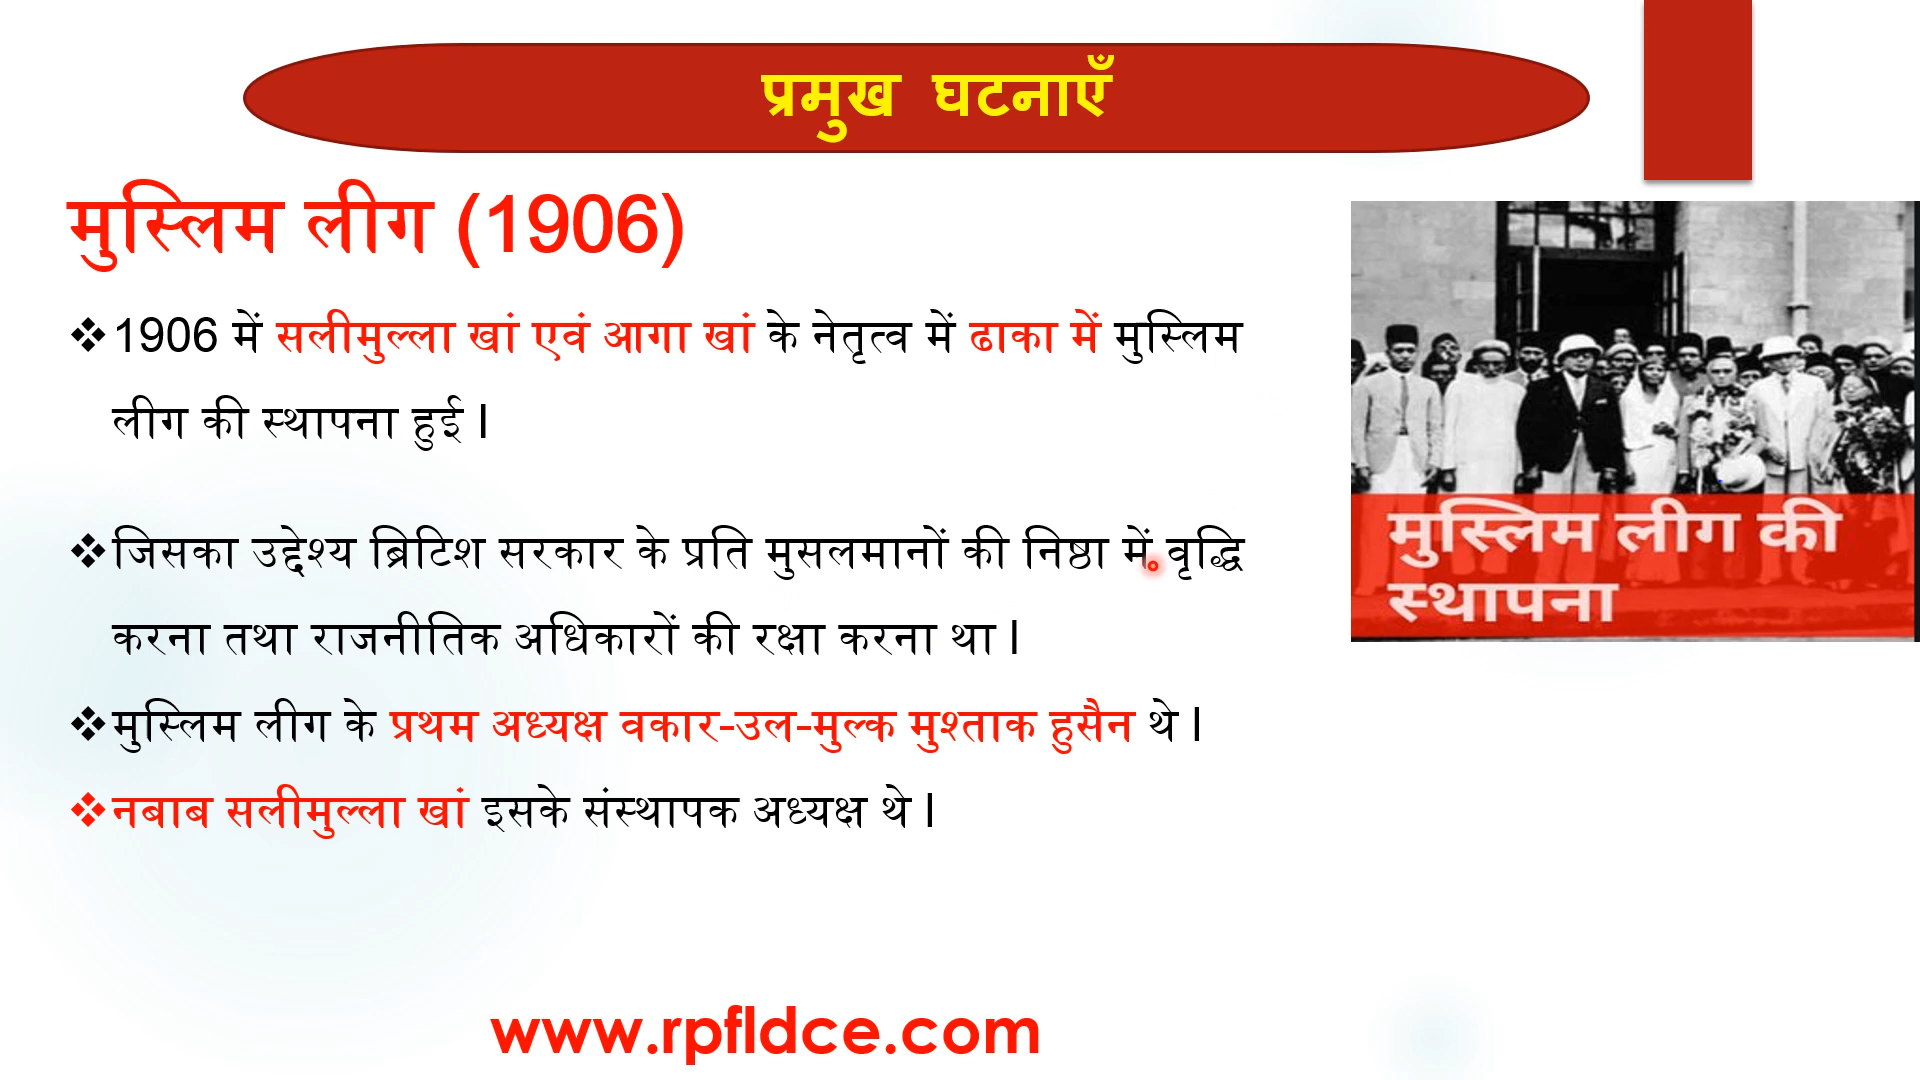 प्रमुख घटनाएँ
मुस्लिम लीग (1906)
❖1906 में सलीमुल्ला खां एवं आगा खां के नेतृत्व में ढाका में मुस्लिम
लीग की स्थापना हुई l
❖जिसका उद्देश्य ब्रिटिश सरकार के प्रति मुसलमानों की निष्ठा में वृद्धि
करना तथा राजनीतिक अधिकारों की रक्षा करना था l
❖मुस्लिम लीग के प्रथम अध्यक्ष वकार-उल-मुल्क मुश्ताक हुसैन थे l
❖नबाब सलीमुल्ला खां इसके संस्थापक अध्यक्ष थे l
मुस्लिम लीग की
स्थापना
www.rpfldce.com